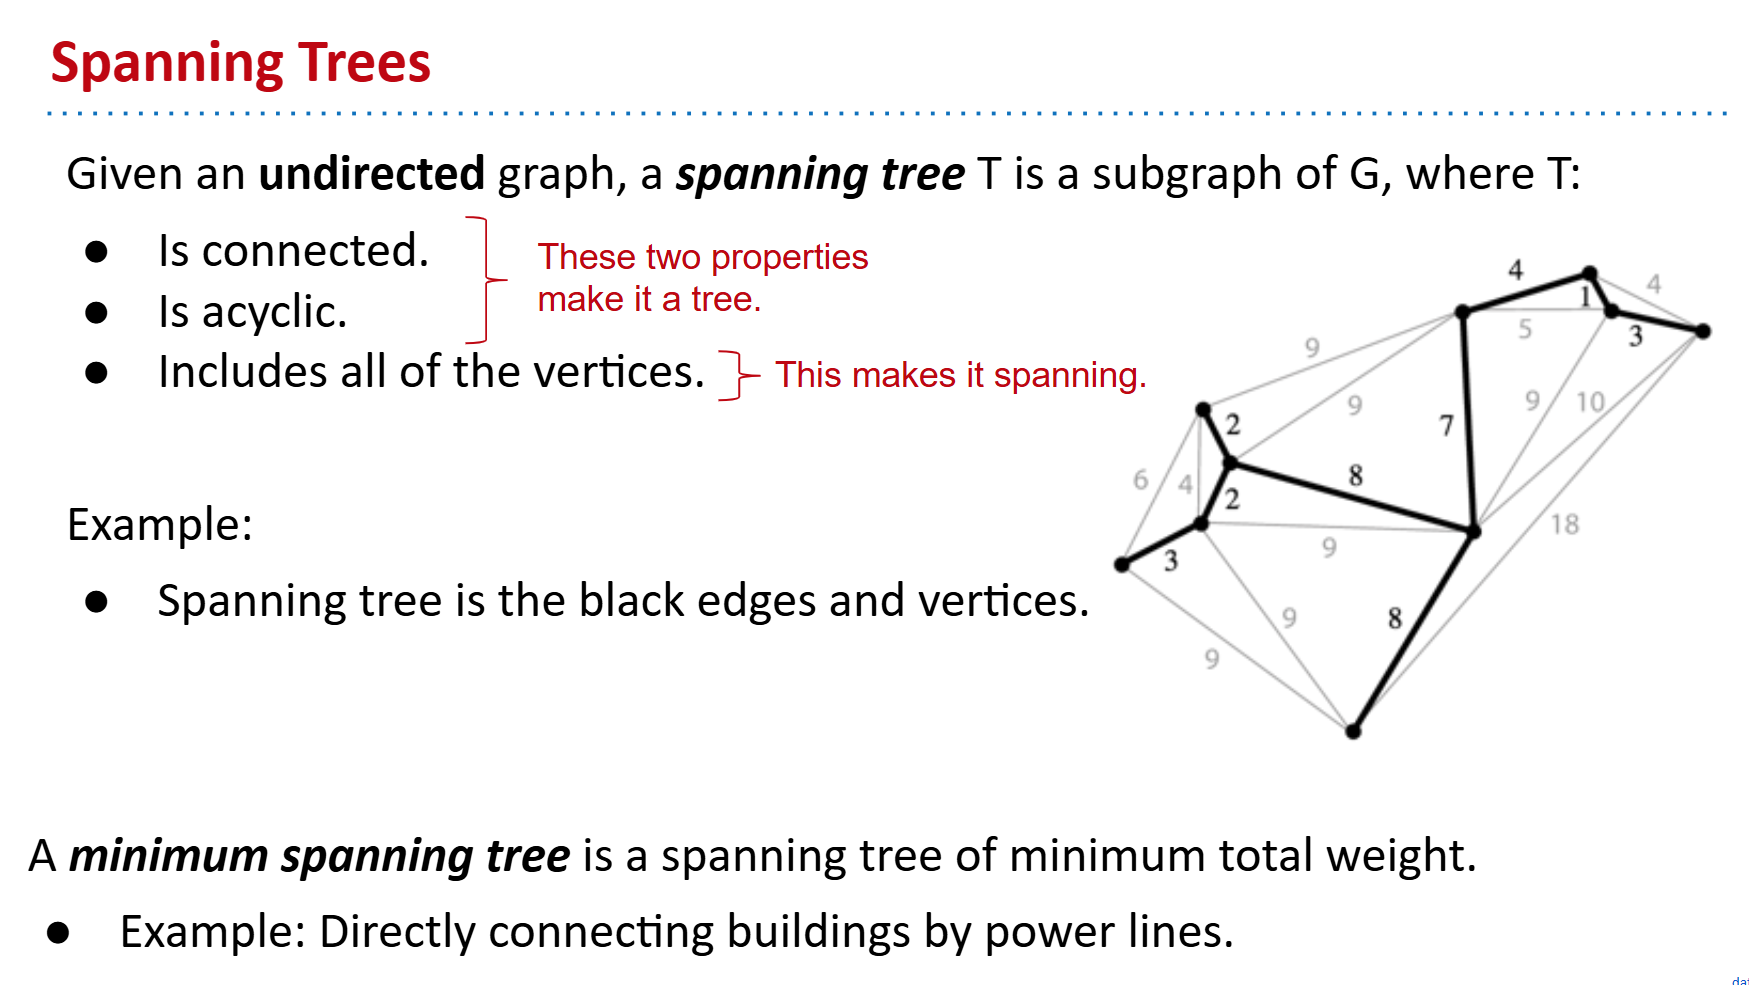 Spanning Trees
Given an undirected graph, a spanning tree T is a subgraph of G, where T:
● Is connected.
● Is acyclic.
These two properties
make it a tree.
● Includes all of the vertices.
This makes it spanning.
Example:
● Spanning tree is the black edges and vertices.
4
4
1
5
3
9
9
9
10
7
2
6
4
8
2
18
9
3
9
8
9
A minimum spanning tree is a spanning tree of minimum total weight.
● Example: Directly connecting buildings by power lines.